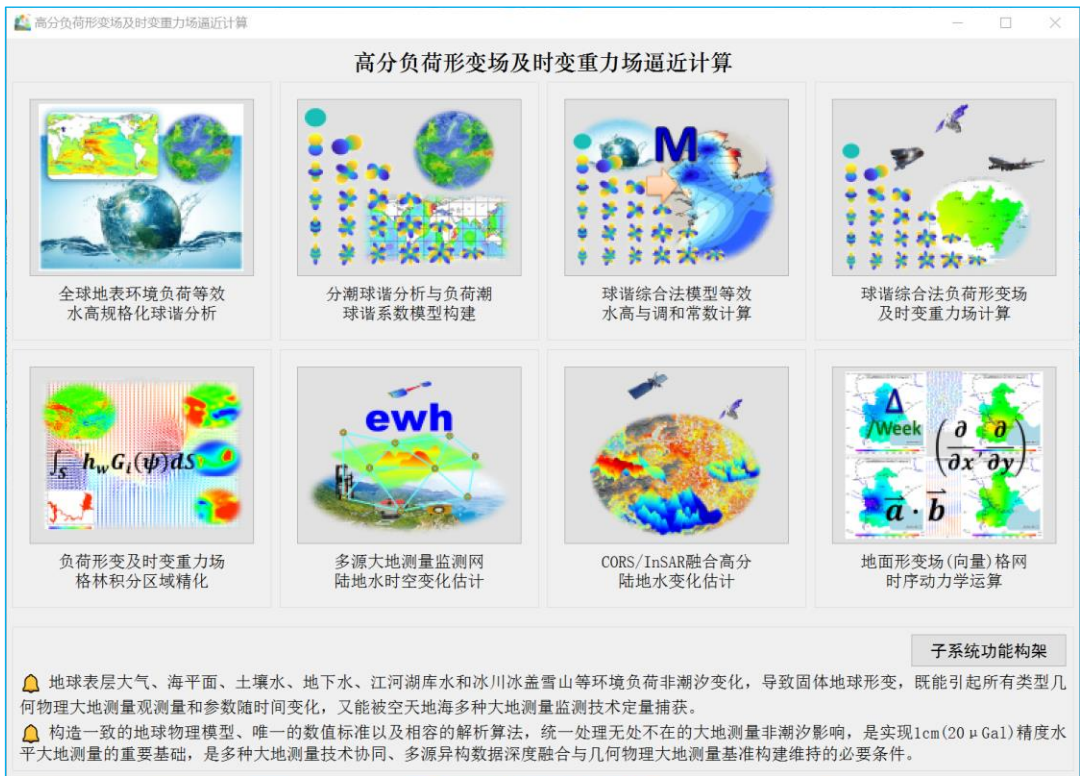 高分负荷形变场及时变重力场逼近计算
高分负荷形变场及时变重力场逼近计算
M
全球地表环境负荷等效
水高规格化球谐分析
分潮球谐分析与负荷潮
球谐系数模型构建
球谐综合法模型等效
水高与调和常数计算
球谐综合法负荷形变场
及时变重力场计算
∫_S h_w G_i(ψ)dS
ewh
Δ
/Week
(∂/∂x, ∂/∂y)
a⃗ · b⃗
负荷形变及时变重力场
格林积分区域精化
多源大地测量监测网
陆地水时空变化估计
CORS/InSAR融合高分
陆地水变化估计
地面形变场(向量)格网
时序动力学运算
子系统功能构架
地球表层大气、海平面、土壤水、地下水、江河湖库水和冰川冰盖雪山等环境负荷非潮汐变化，导致固体地球形变，既能引起所有类型几
何物理大地测量观测量和参数随时间变化，又能被空天地海多种大地测量监测技术定量捕获。
构造一致的地球物理模型、唯一的数值标准以及相容的解析算法，统一处理无处不在的大地测量非潮汐影响，是实现1cm(20μGal)精度水
平大地测量的重要基础，是多种大地测量技术协同、多源异构数据深度融合与几何物理大地测量基准构建维持的必要条件。